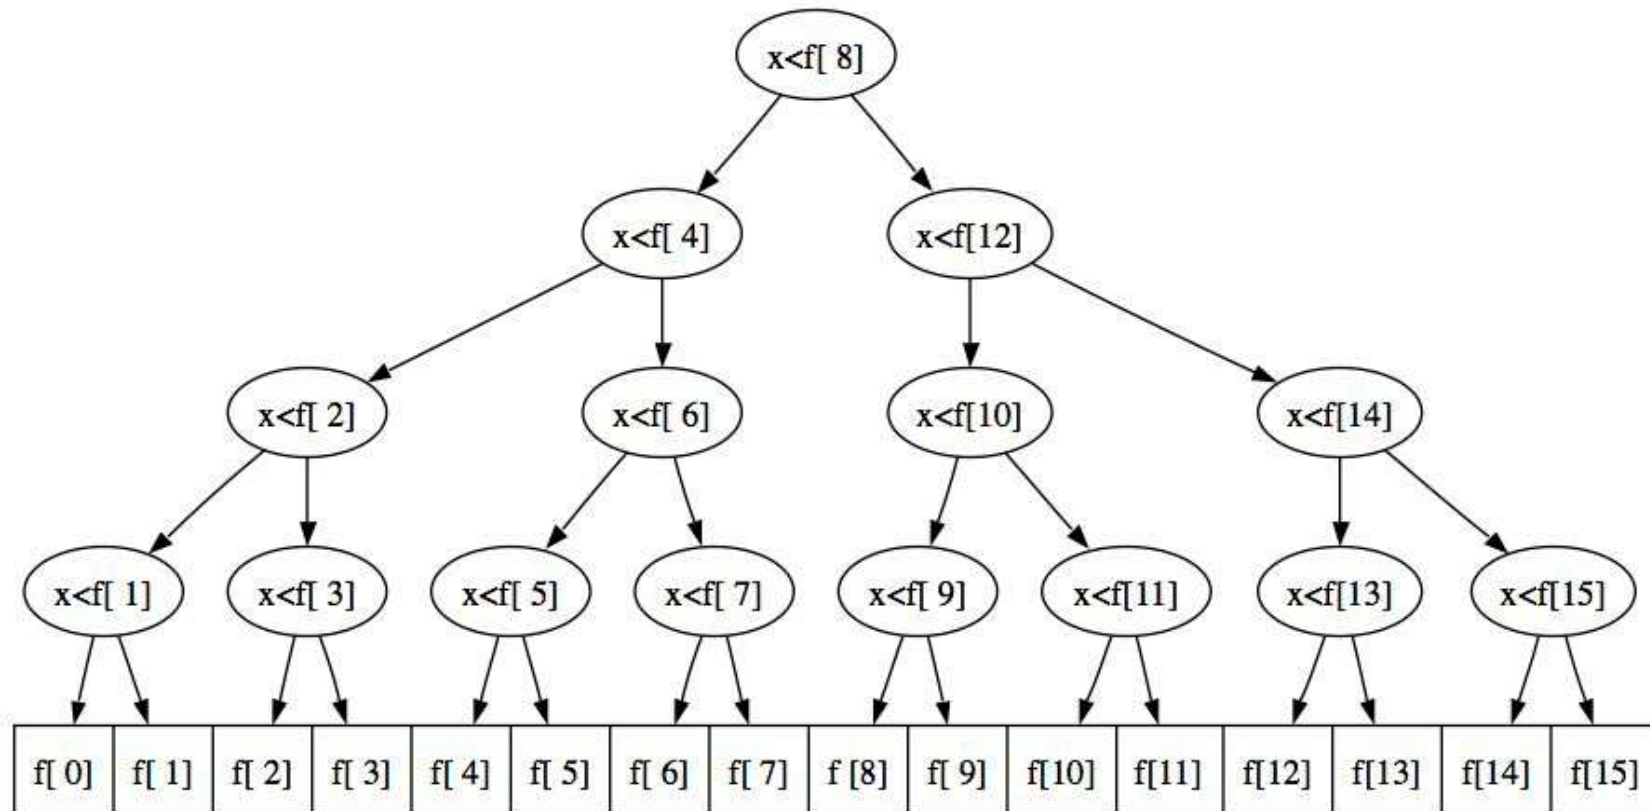 x<f[ 8]
x<f[ 4] x<f[12]
x<f[ 2] x<f[ 6] x<f[10] x<f[14]
x<f[ 1] x<f[ 3] x<f[ 5] x<f[ 7] x<f[ 9] x<f[11] x<f[13] x<f[15]
f[ 0] f[ 1] f[ 2] f[ 3] f[ 4] f[ 5] f[ 6] f[ 7] f [8] f[ 9] f[10] f[11] f[12] f[13] f[14] f[15]